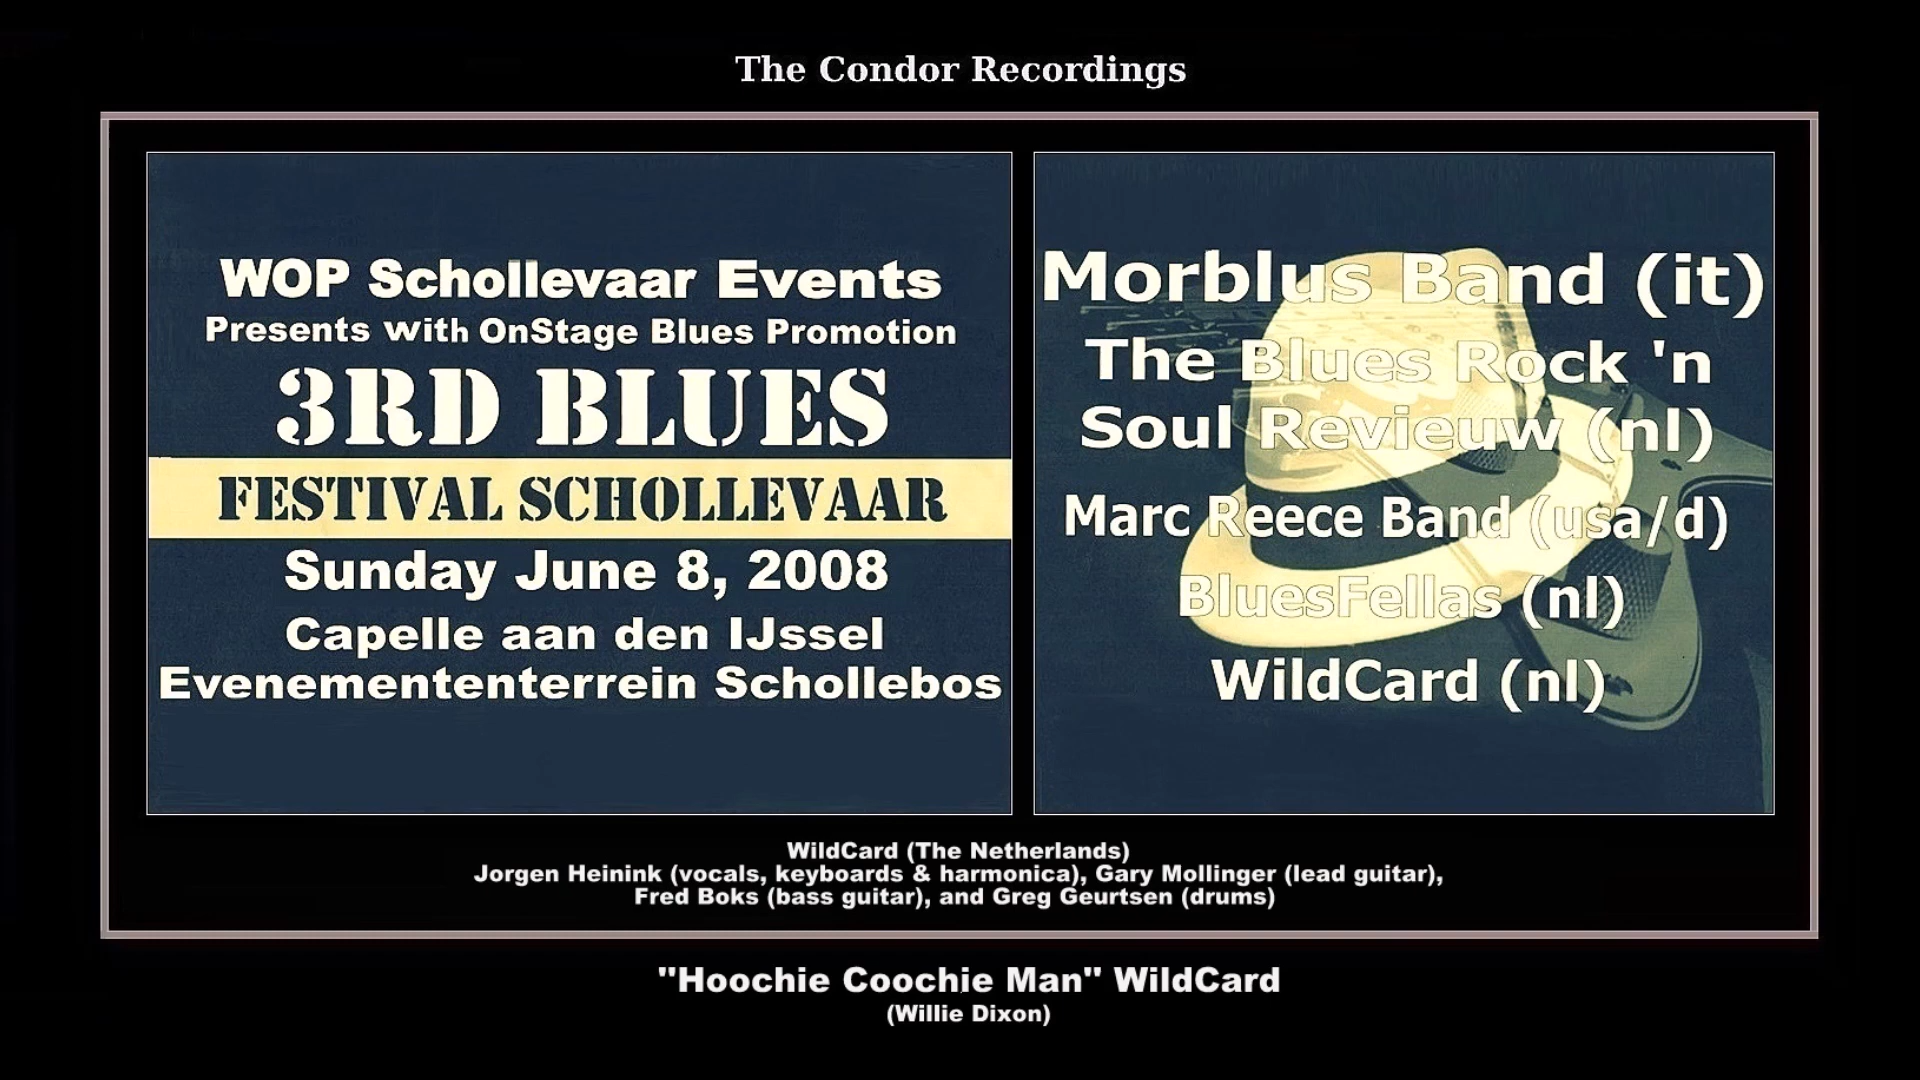 The Condor Recordings
WOP Schollevaar Events
Presents with OnStage Blues Promotion
3RD BLUES
FESTIVAL SCHOLLEVAAR
Sunday June 8, 2008
Capelle aan den IJssel
Evenemententerrein Schollebos
Morblus Band (it)
The Blues Rock 'n
Soul Revieuw (nl)
Marc Reece Band (usa/d)
BluesFellas (nl)
WildCard (nl)
WildCard (The Netherlands)
Jorgen Heinink (vocals, keyboards & harmonica), Gary Mollinger (lead guitar),
Fred Boks (bass guitar), and Greg Geurtsen (drums)
"Hoochie Coochie Man" WildCard
(Willie Dixon)